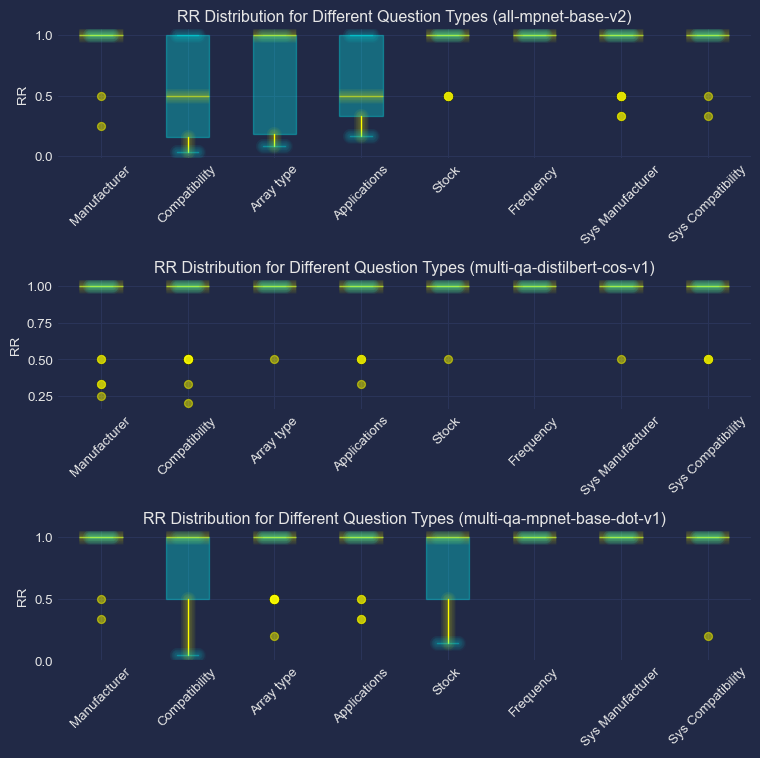 RR Distribution for Different Question Types (all-mpnet-base-v2)
1.0
0.5
0.0
RR
Manufacturer
Compatibility
Array type
Applications
Stock
Frequency
Sys Manufacturer
Sys Compatibility
RR Distribution for Different Question Types (multi-qa-distilbert-cos-v1)
1.00
0.75
0.50
0.25
RR
Manufacturer
Compatibility
Array type
Applications
Stock
Frequency
Sys Manufacturer
Sys Compatibility
RR Distribution for Different Question Types (multi-qa-mpnet-base-dot-v1)
1.0
0.5
0.0
RR
Manufacturer
Compatibility
Array type
Applications
Stock
Frequency
Sys Manufacturer
Sys Compatibility